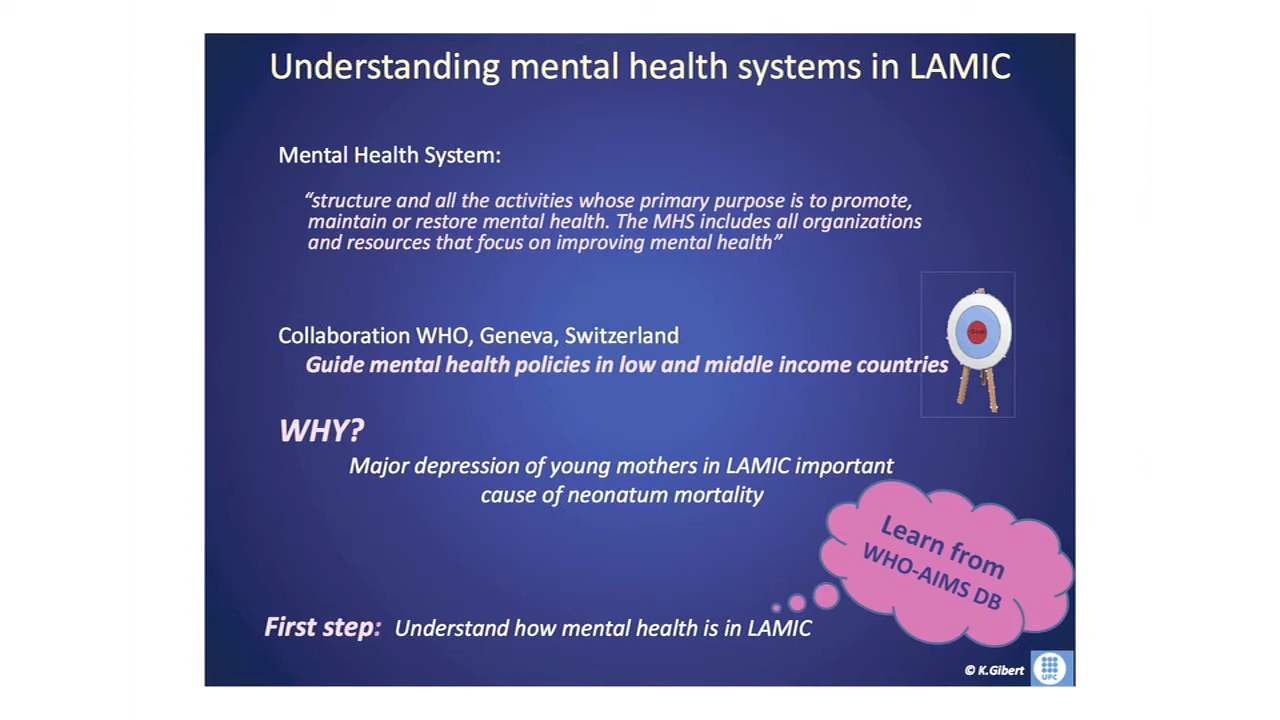 Understanding mental health systems in LAMIC
Mental Health System:
“structure and all the activities whose primary purpose is to promote,
maintain or restore mental health. The MHS includes all organizations
and resources that focus on improving mental health”
Collaboration WHO, Geneva, Switzerland
Guide mental health policies in low and middle income countries
WHY?
Major depression of young mothers in LAMIC important
cause of neonatum mortality
Learn from
WHO-AIMS DB
First step: Understand how mental health is in LAMIC
© K.Gibert
UPC